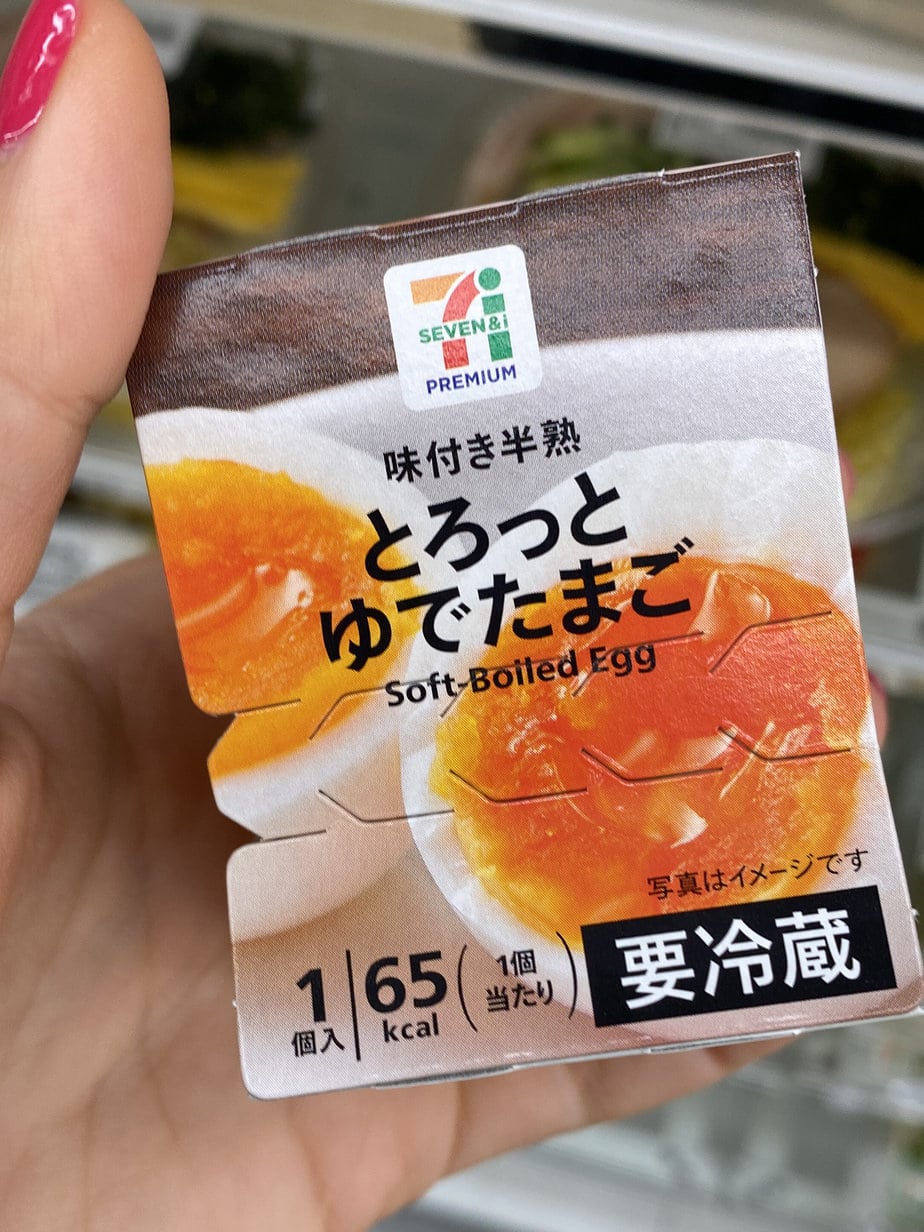 SEVEN&i
PREMIUM
味付き半熟
とろっと
ゆでたまご
Soft-Boiled Egg
写真はイメージです
1
個入
65
kcal
(1個
当たり)
要冷蔵